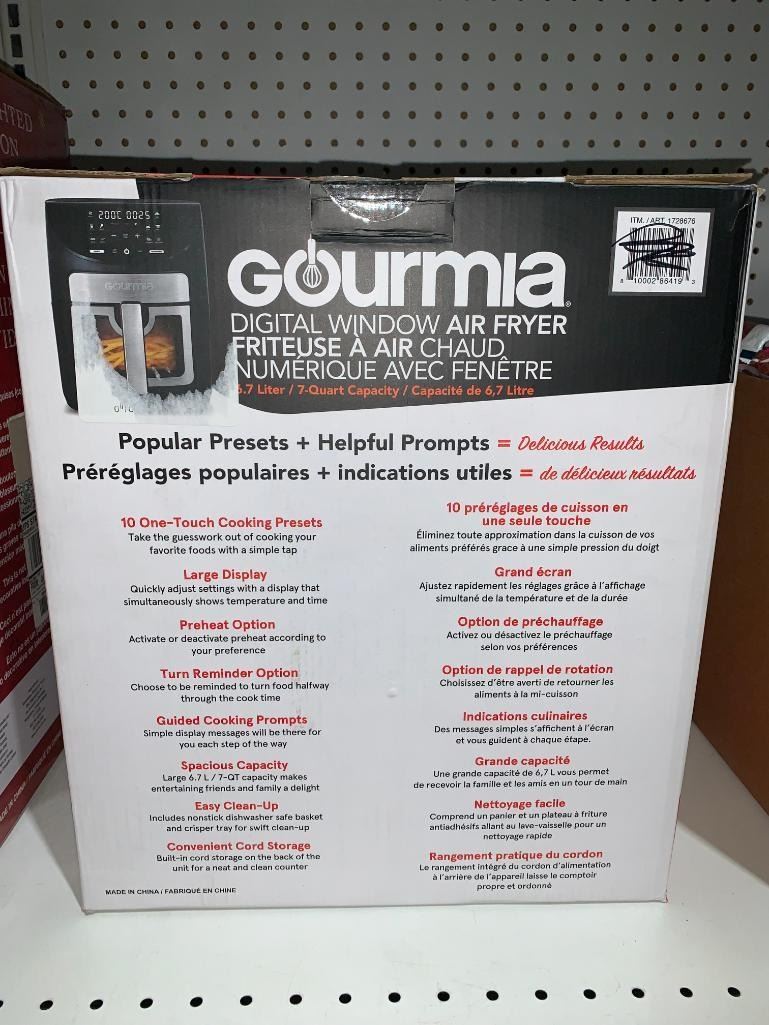 HTED
ON
200C 0025
Gourmia
ITM. / ART. 1726676
8 10002 86419 3
GOURMIA
DIGITAL WINDOW AIR FRYER
FRITEUSE À AIR CHAUD
NUMÉRIQUE AVEC FENÊTRE
6.7 Liter / 7-Quart Capacity / Capacité de 6,7 Litre
Popular Presets + Helpful Prompts = Delicious Results
Préréglages populaires + indications utiles = de délicieux résultats
10 One-Touch Cooking Presets
Take the guesswork out of cooking your
favorite foods with a simple tap
Large Display
Quickly adjust settings with a display that
simultaneously shows temperature and time
Preheat Option
Activate or deactivate preheat according to
your preference
Turn Reminder Option
Choose to be reminded to turn food halfway
through the cook time
Guided Cooking Prompts
Simple display messages will be there for
you each step of the way
Spacious Capacity
Large 6.7 L / 7-QT capacity makes
entertaining friends and family a delight
Easy Clean-Up
Includes nonstick dishwasher safe basket
and crisper tray for swift clean-up
Convenient Cord Storage
Built-in cord storage on the back of the
unit for a neat and clean counter
10 préréglages de cuisson en
une seule touche
Éliminez toute approximation dans la cuisson de vos
aliments préférés grace à une simple pression du doigt
Grand écran
Ajustez rapidement les réglages grâce à l'affichage
simultané de la température et de la durée
Option de préchauffage
Activez ou désactivez le préchauffage
selon vos préférences
Option de rappel de rotation
Choisissez d'être averti de retourner les
aliments à la mi-cuisson
Indications culinaires
Des messages simples s'affichent à l'écran
et vous guident à chaque étape.
Grande capacité
Une grande capacité de 6,7 L vous permet
de recevoir la famille et les amis en un tour de main
Nettoyage facile
Comprend un panier et un plateau à friture
antiadhésifs allant au lave-vaisselle pour un
nettoyage rapide
Rangement pratique du cordon
Le rangement intégré du cordon d'alimentation
à l'arrière de l'appareil laisse le comptoir
propre et ordonné
MADE IN CHINA / FABRIQUÉ EN CHINE